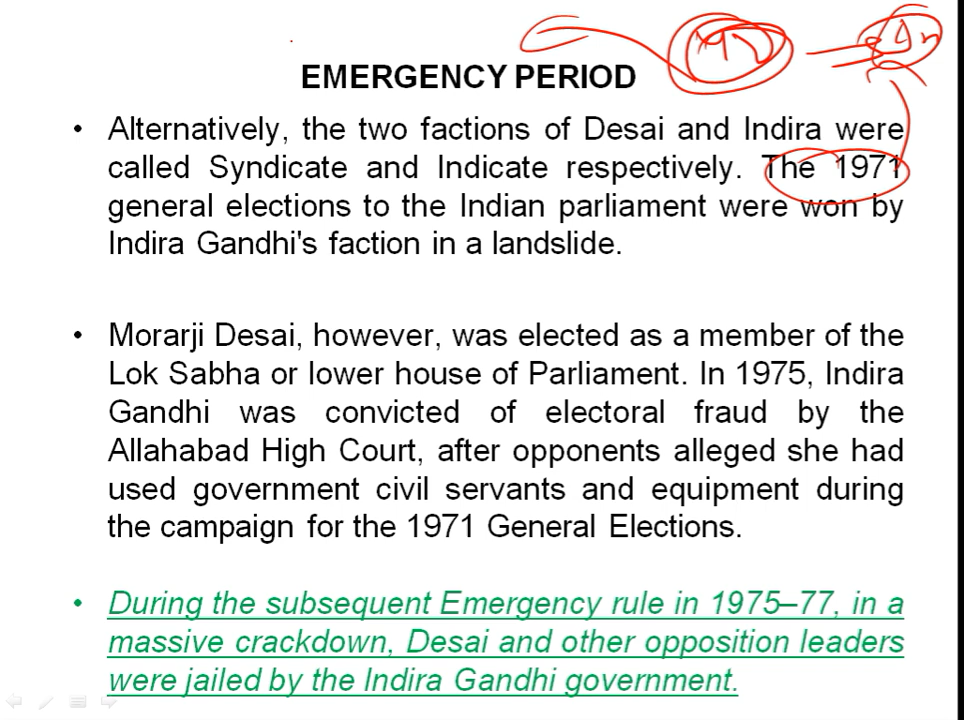 EMERGENCY PERIOD
• Alternatively, the two factions of Desai and Indira were
called Syndicate and Indicate respectively. The 1971
general elections to the Indian parliament were won by
Indira Gandhi's faction in a landslide.
• Morarji Desai, however, was elected as a member of the
Lok Sabha or lower house of Parliament. In 1975, Indira
Gandhi was convicted of electoral fraud by the
Allahabad High Court, after opponents alleged she had
used government civil servants and equipment during
the campaign for the 1971 General Elections.
• During the subsequent Emergency rule in 1975–77, in a
massive crackdown, Desai and other opposition leaders
were jailed by the Indira Gandhi government.